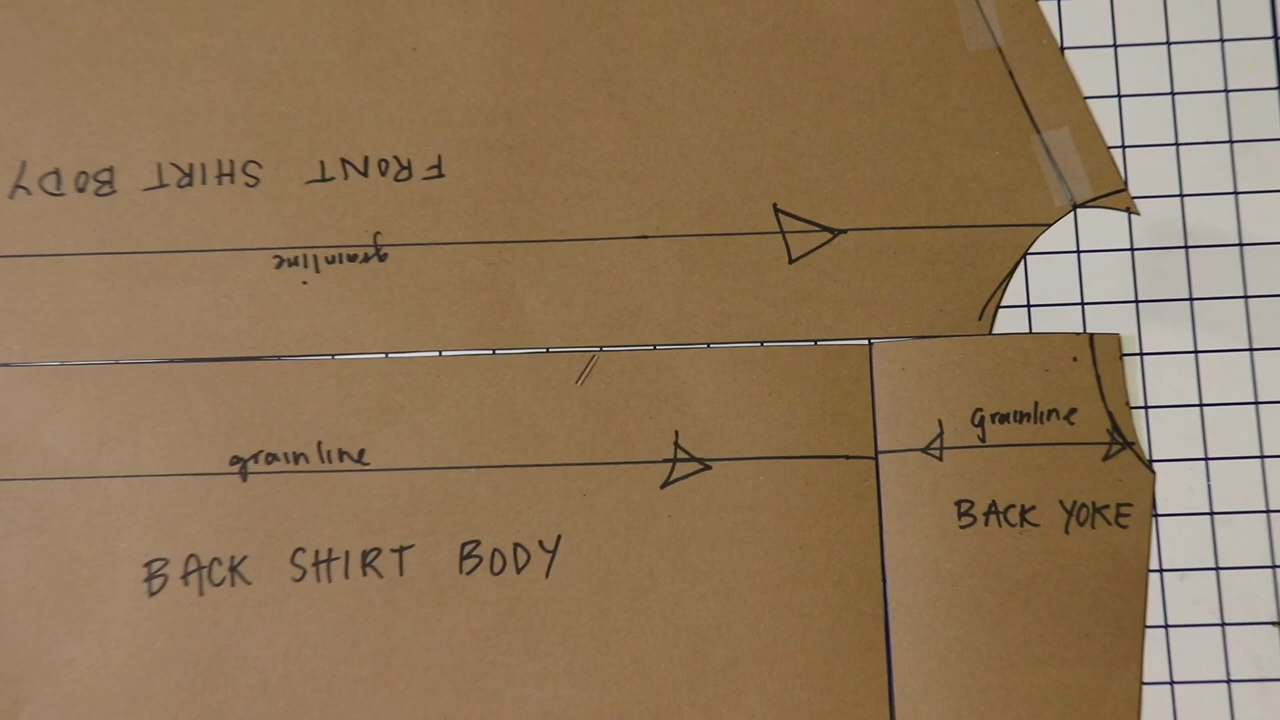 FRONT SHIRT BODY
grainline
grainline
Grainline
BACK YOKE
BACK SHIRT BODY